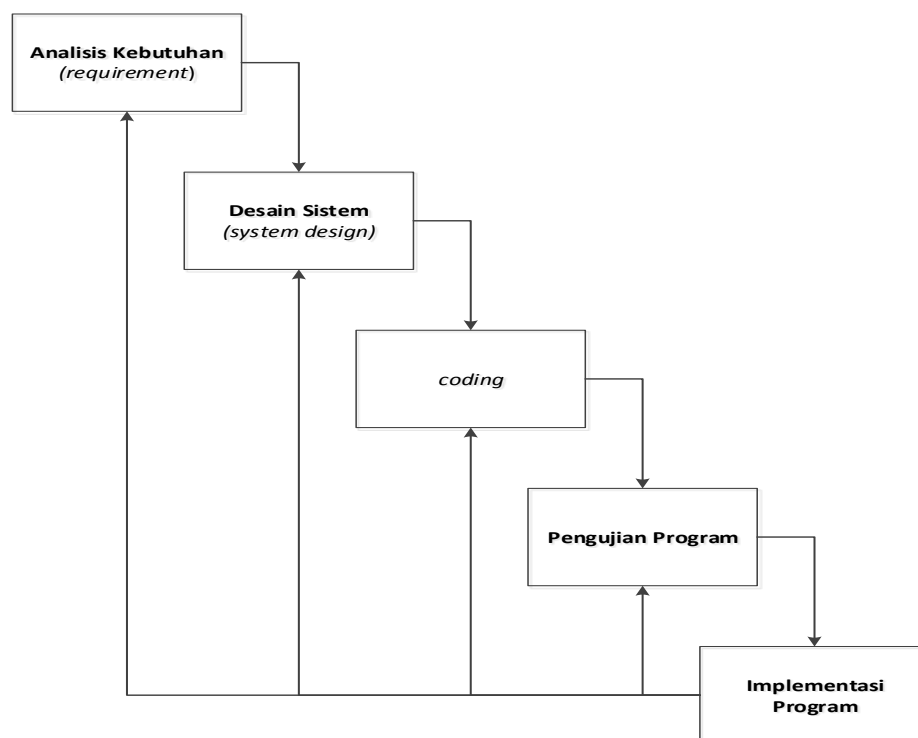 Analisis Kebutuhan
(requirement)
Desain Sistem
(system design)
coding
Pengujian Program
Implementasi
Program